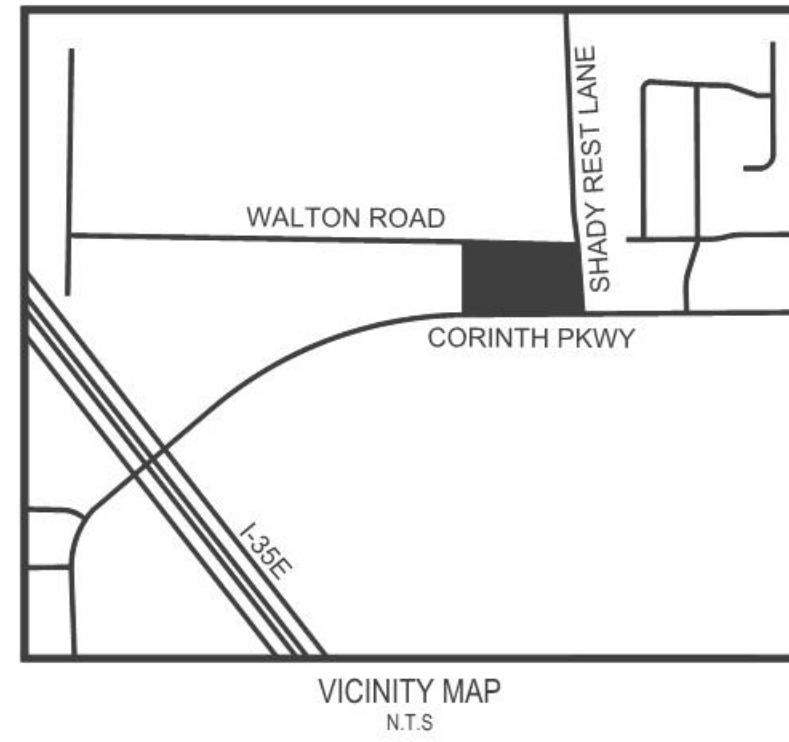 SHADY REST LANE
WALTON ROAD
CORINTH PKWY
I-35E
VICINITY MAP
N.T.S